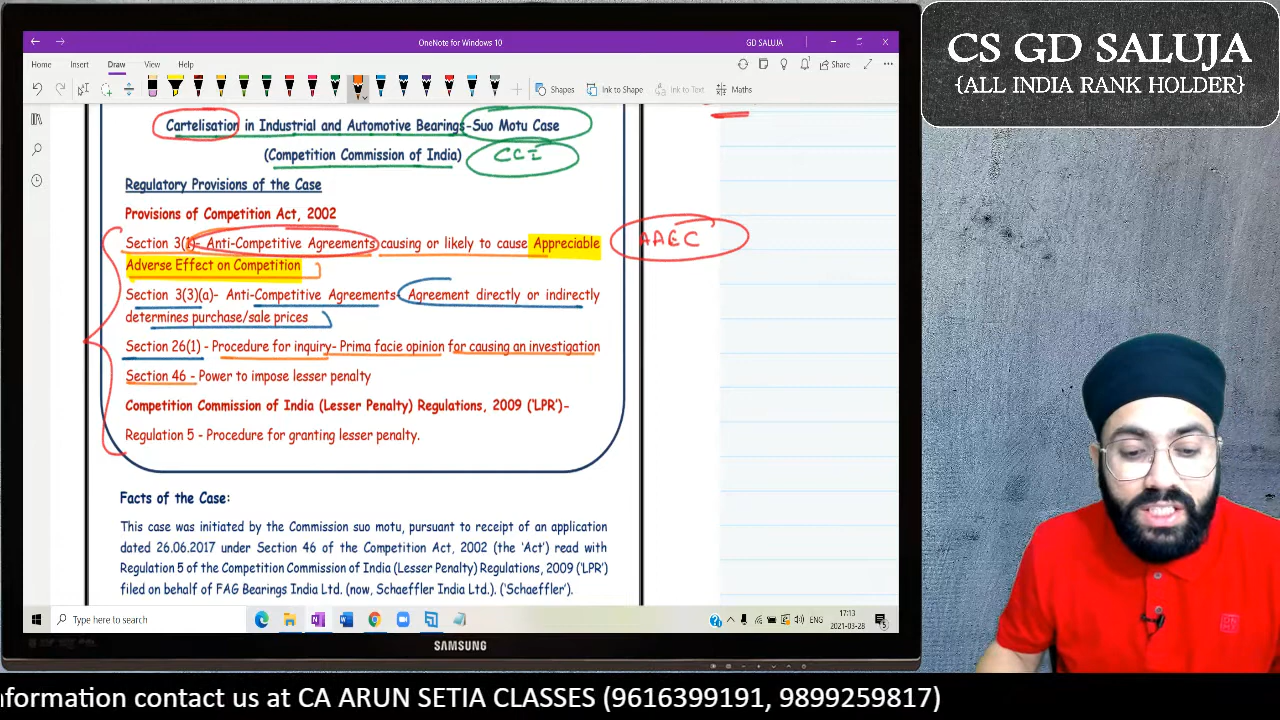 CS GD SALUJA
{ALL INDIA RANK HOLDER}
OneNote for Windows 10
GD SALUJA
Home Insert Draw View Help
Share
Shapes Ink to Shape Ink to Text Maths
Cartelisation in Industrial and Automotive Bearings-Suo Motu Case
(Competition Commission of India) CCI
Regulatory Provisions of the Case
Provisions of Competition Act, 2002
Section 3(1)- Anti-Competitive Agreements causing or likely to cause Appreciable AAEC
Adverse Effect on Competition
Section 3(3)(a)- Anti-Competitive Agreements- Agreement directly or indirectly
determines purchase/sale prices
Section 26(1) - Procedure for inquiry- Prima facie opinion for causing an investigation
Section 46 - Power to impose lesser penalty
Competition Commission of India (Lesser Penalty) Regulations, 2009 ('LPR')-
Regulation 5 - Procedure for granting lesser penalty.
Facts of the Case:
This case was initiated by the Commission suo motu, pursuant to receipt of an application
dated 26.06.2017 under Section 46 of the Competition Act, 2002 (the 'Act') read with
Regulation 5 of the Competition Commission of India (Lesser Penalty) Regulations, 2009 ('LPR')
filed on behalf of FAG Bearings India Ltd. (now, Schaeffler India Ltd.). ('Schaeffler').
Type here to search
ENG
17:13
2021-03-28
5
SAMSUNG
nformation contact us at CA ARUN SETIA CLASSES (9616399191, 9899259817)